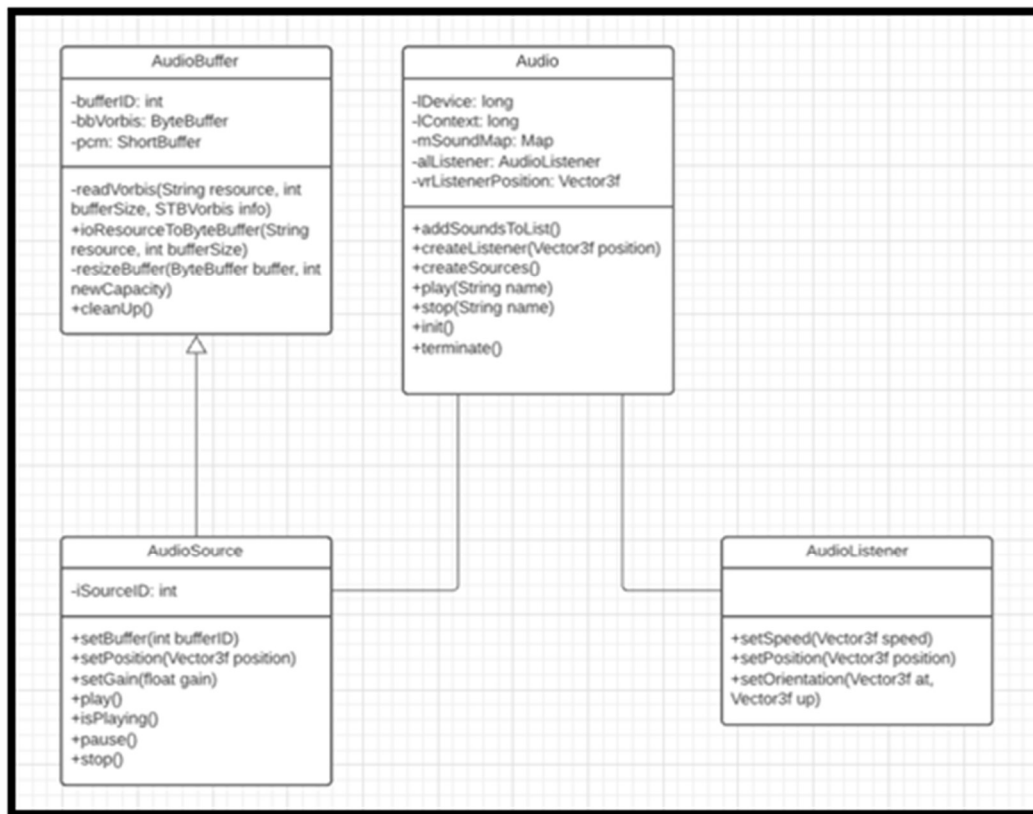 AudioBuffer
-bufferID: int
-bbVorbis: ByteBuffer
-pcm: ShortBuffer
-readVorbis(String resource, int
bufferSize, STBVorbis info)
+ioResourceToByteBuffer(String
resource, int bufferSize)
-resizeBuffer(ByteBuffer buffer, int
newCapacity)
+cleanUp()
Audio
-lDevice: long
-lContext: long
-mSoundMap: Map
-alListener: AudioListener
-vrListenerPosition: Vector3f
+addSoundsToList()
+createListener(Vector3f position)
+createSources()
+play(String name)
+stop(String name)
+init()
+terminate()
AudioSource
-iSourceID: int
+setBuffer(int bufferID)
+setPosition(Vector3f position)
+setGain(float gain)
+play()
+isPlaying()
+pause()
+stop()
AudioListener
+setSpeed(Vector3f speed)
+setPosition(Vector3f position)
+setOrientation(Vector3f at,
Vector3f up)